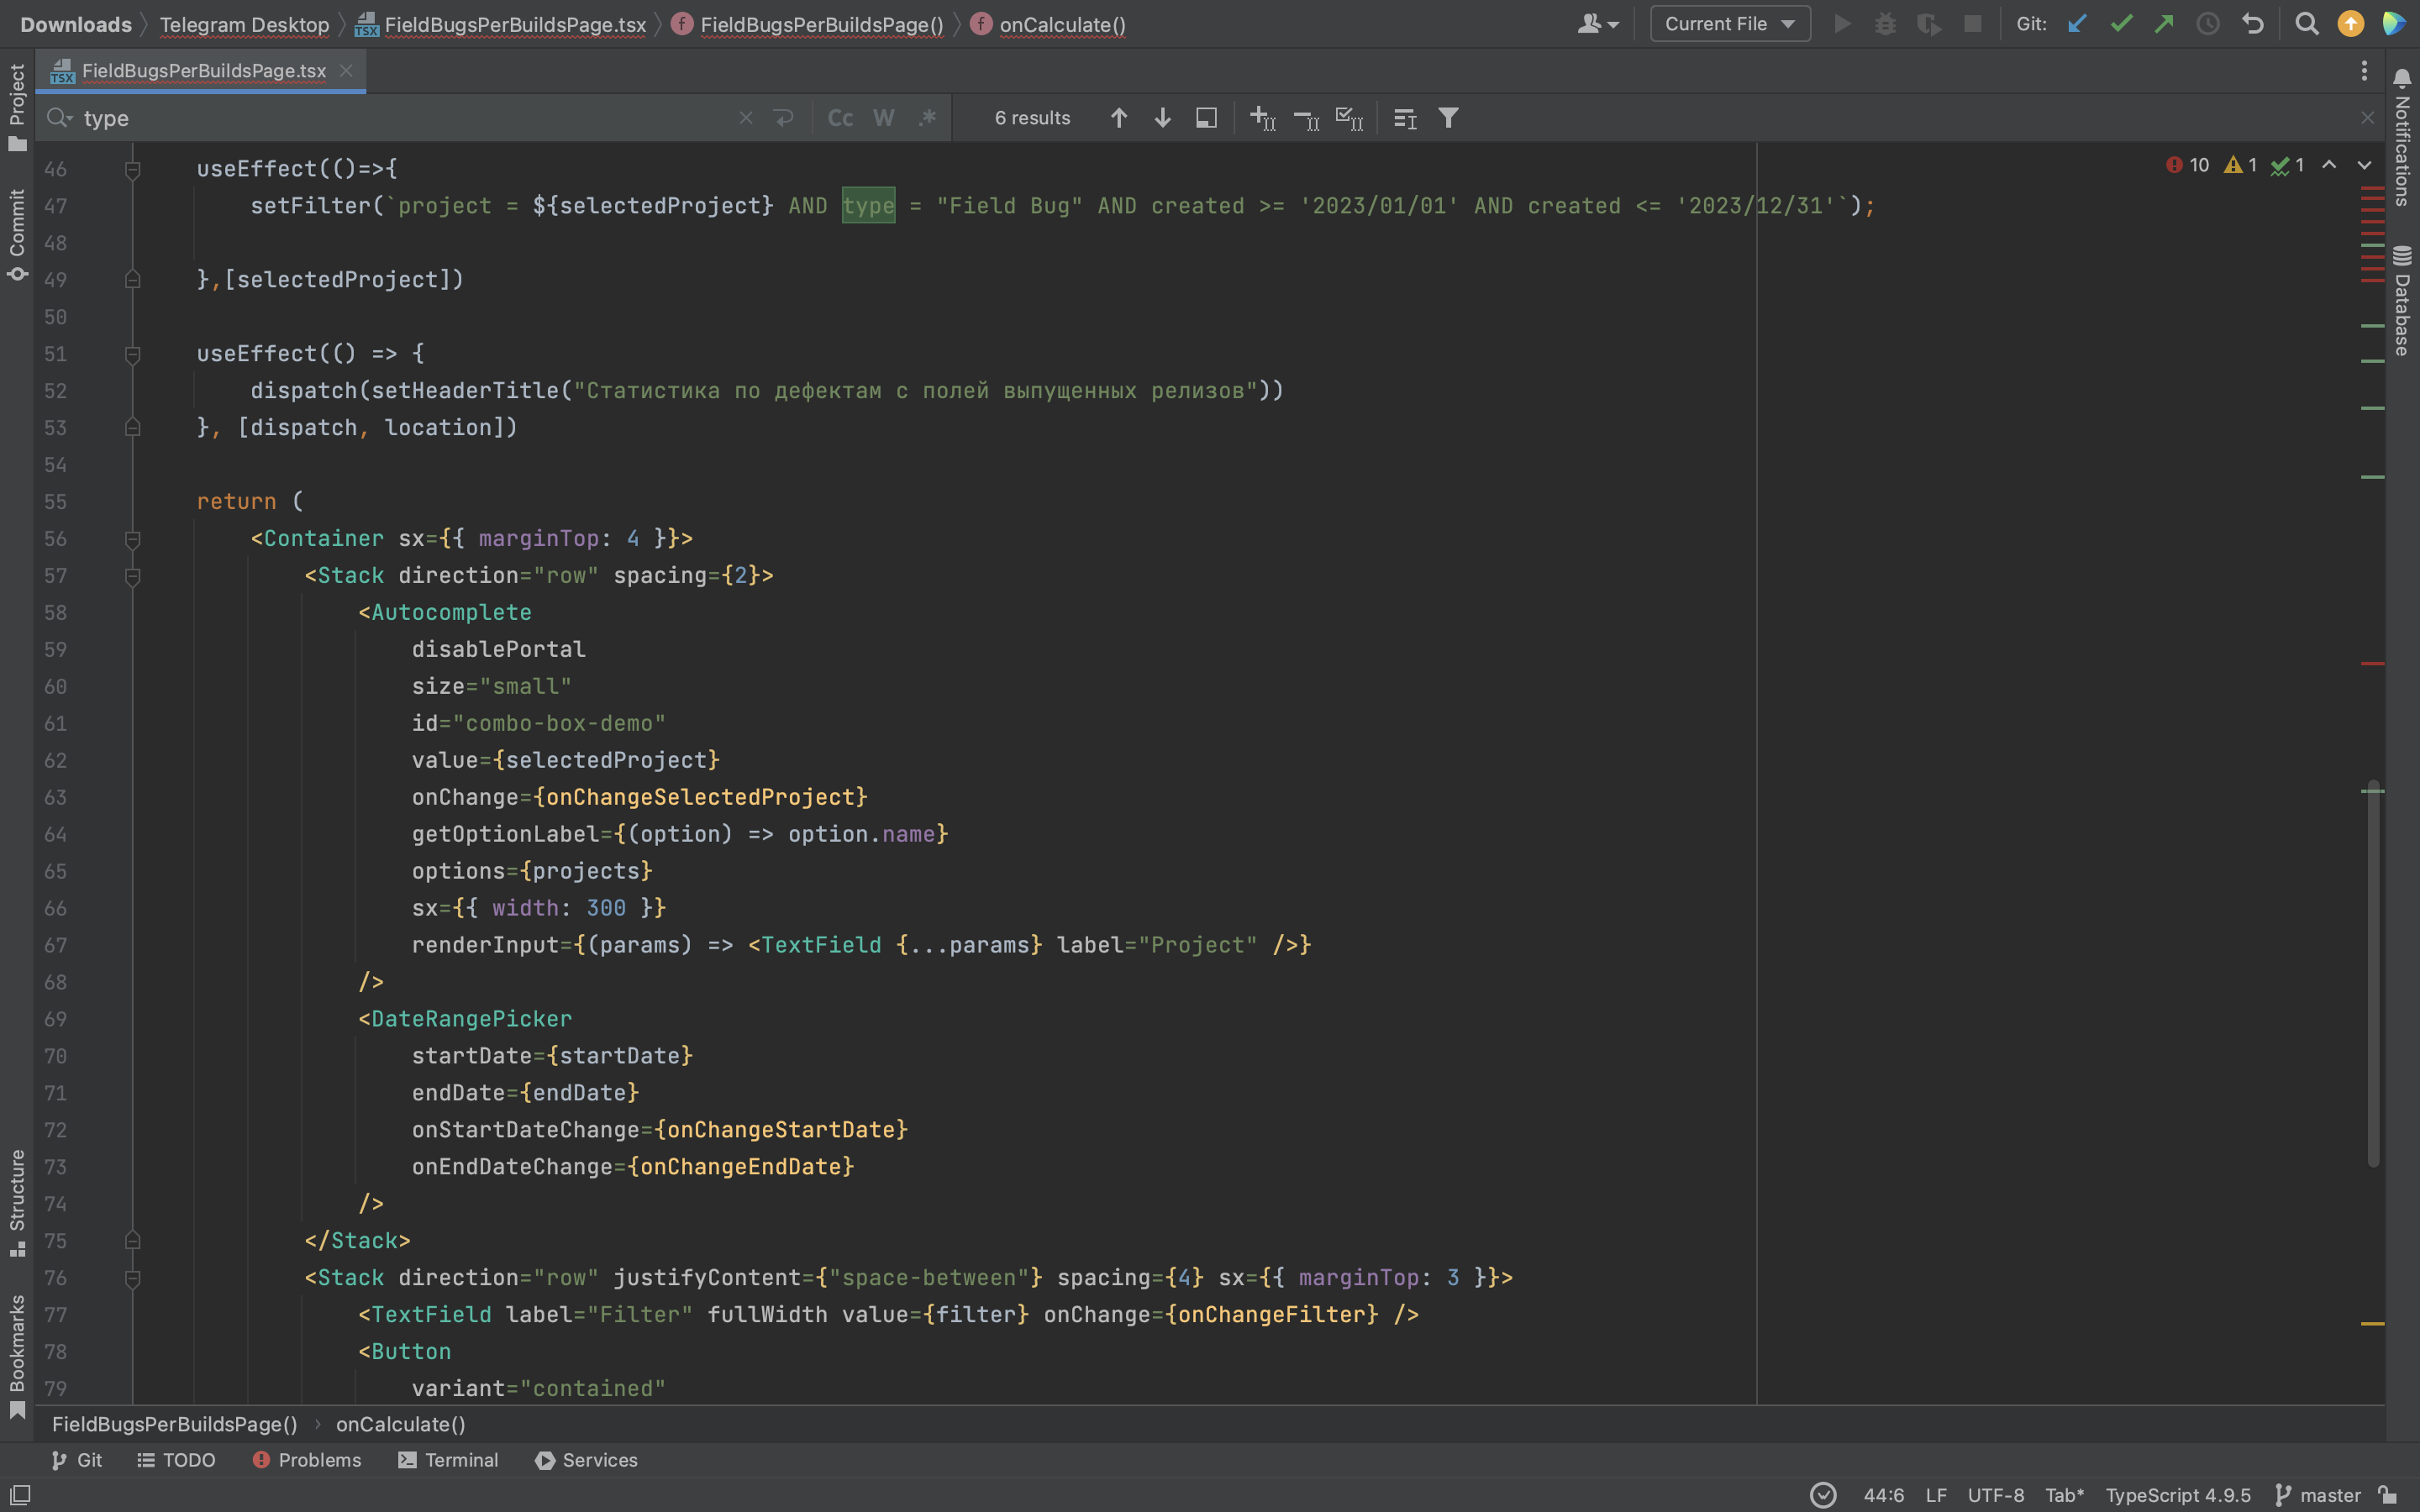 Downloads Telegram Desktop FieldBugsPerBuildsPage.tsx FieldBugsPerBuildsPage() onCalculate() Current File Git:
FieldBugsPerBuildsPage.tsx
type Cc W .* 6 results
10 1 1
46 useEffect(()=>{
47 setFilter(`project = ${selectedProject} AND type = "Field Bug" AND created >= '2023/01/01' AND created <= '2023/12/31'`);
48
49 },[selectedProject])
50
51 useEffect(() => {
52 dispatch(setHeaderTitle("Статистика по дефектам с полей выпущенных релизов"))
53 }, [dispatch, location])
54
55 return (
56 <Container sx={{ marginTop: 4 }}>
57 <Stack direction="row" spacing={2}>
58 <Autocomplete
59 disablePortal
60 size="small"
61 id="combo-box-demo"
62 value={selectedProject}
63 onChange={onChangeSelectedProject}
64 getOptionLabel={(option) => option.name}
65 options={projects}
66 sx={{ width: 300 }}
67 renderInput={(params) => <TextField {...params} label="Project" />}
68 />
69 <DateRangePicker
70 startDate={startDate}
71 endDate={endDate}
72 onStartDateChange={onChangeStartDate}
73 onEndDateChange={onChangeEndDate}
74 />
75 </Stack>
76 <Stack direction="row" justifyContent={"space-between"} spacing={4} sx={{ marginTop: 3 }}>
77 <TextField label="Filter" fullWidth value={filter} onChange={onChangeFilter} />
78 <Button
79 variant="contained"
Project
Commit
Structure
Bookmarks
Notifications
Database
FieldBugsPerBuildsPage() onCalculate()
Git TODO Problems Terminal Services
44:6 LF UTF-8 Tab* TypeScript 4.9.5 master